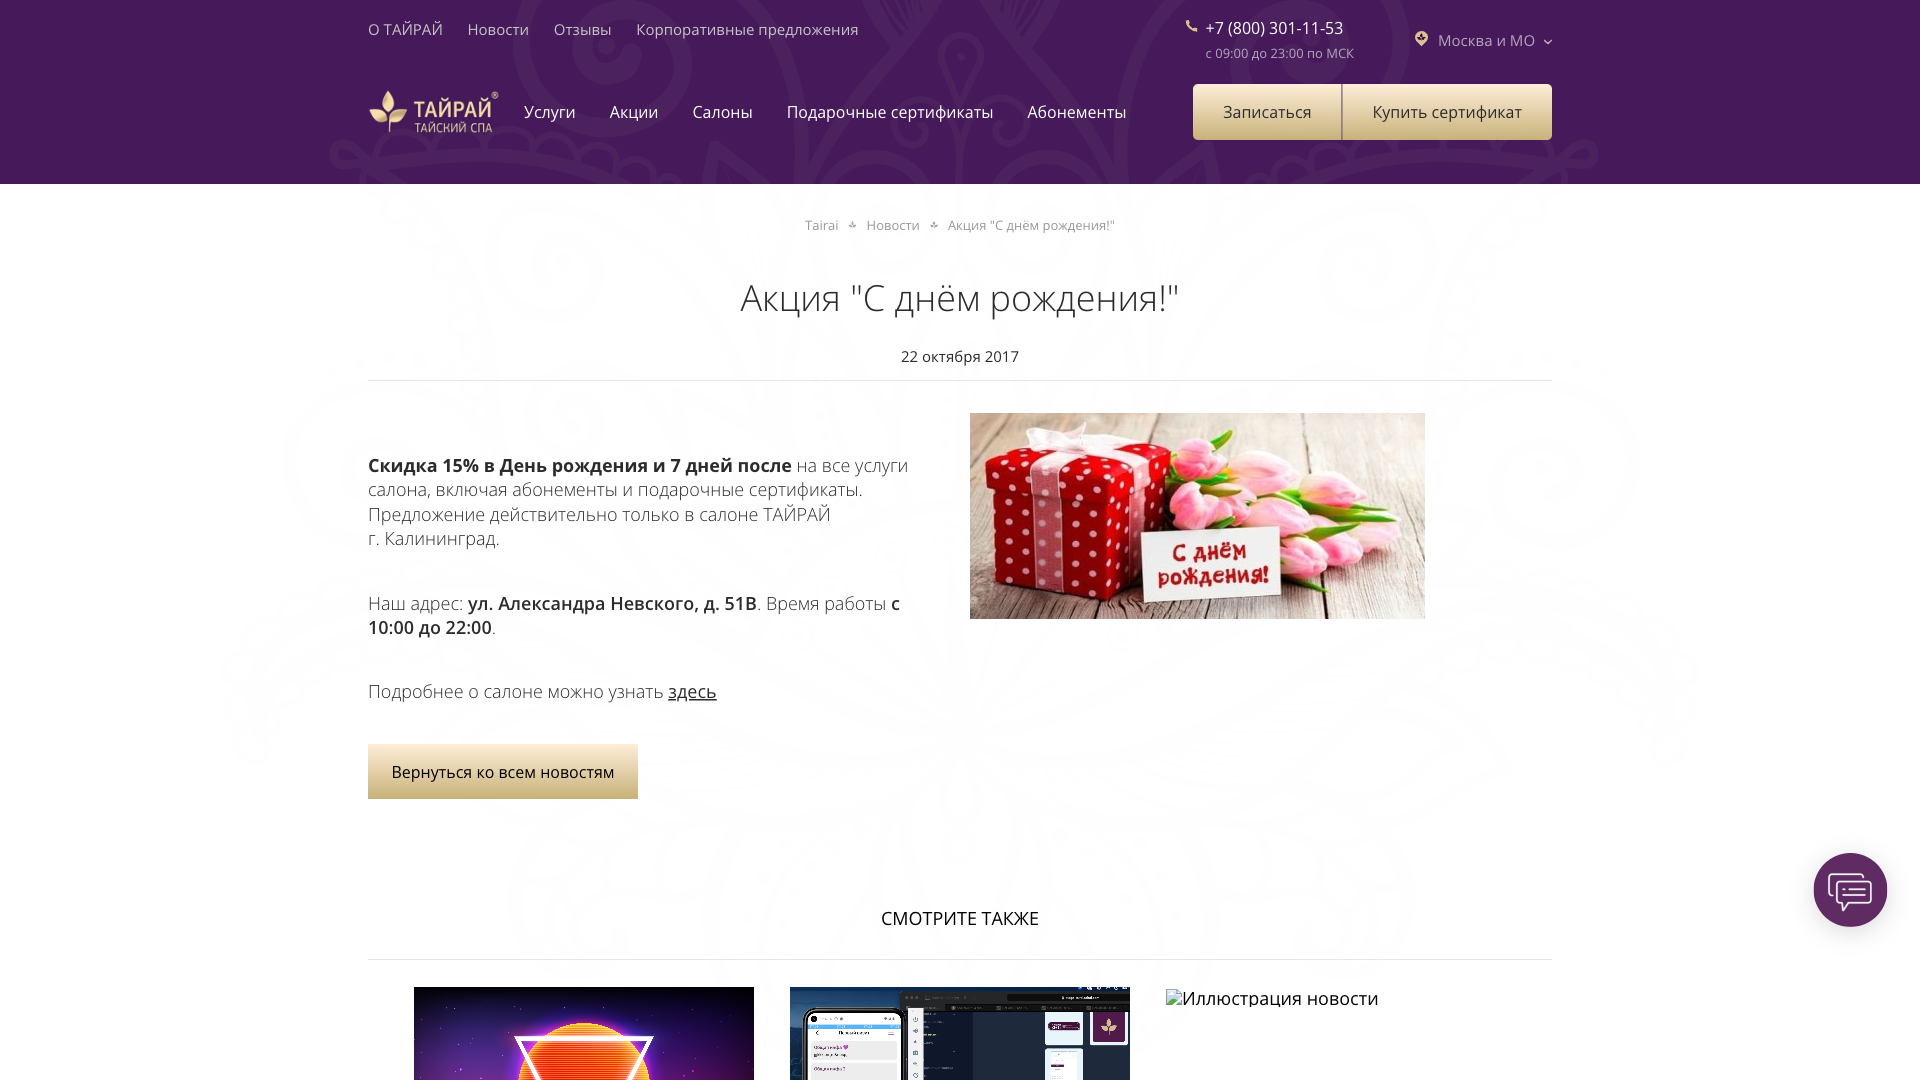 О ТАЙРАЙ Новости Отзывы Корпоративные предложения
+7 (800) 301-11-53
с 09:00 до 23:00 по МСК
Москва и МО
ТАЙРАЙ®
ТАЙСКИЙ СПА
Услуги Акции Салоны Подарочные сертификаты Абонементы
Записаться Купить сертификат
Tairai Новости Акция "С днём рождения!"
Акция "С днём рождения!"
22 октября 2017
Скидка 15% в День рождения и 7 дней после на все услуги
салона, включая абонементы и подарочные сертификаты.
Предложение действительно только в салоне ТАЙРАЙ
г. Калининград.
С днём
рождения!
Наш адрес: ул. Александра Невского, д. 51В. Время работы с
10:00 до 22:00.
Подробнее о салоне можно узнать здесь
Вернуться ко всем новостям
СМОТРИТЕ ТАКЖЕ
Иллюстрация новости
Первый визит